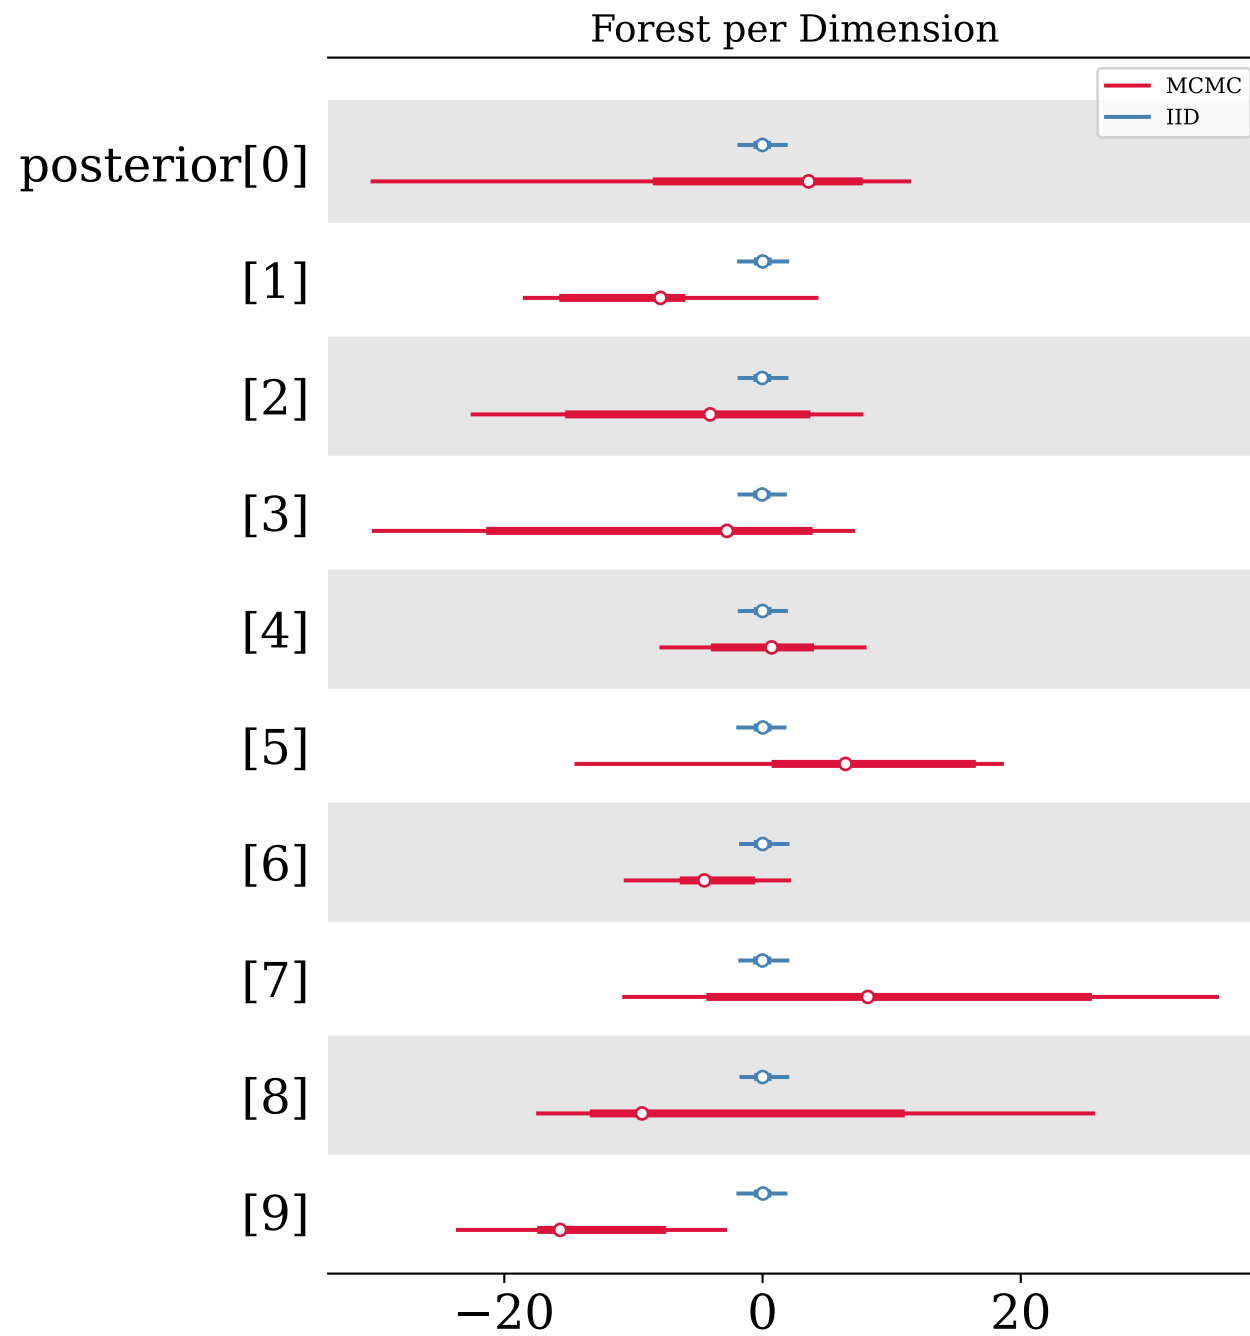 Forest per Dimension
MCMC
IID
posterior[0]
[1]
[2]
[3]
[4]
[5]
[6]
[7]
[8]
[9]
−20 0 20